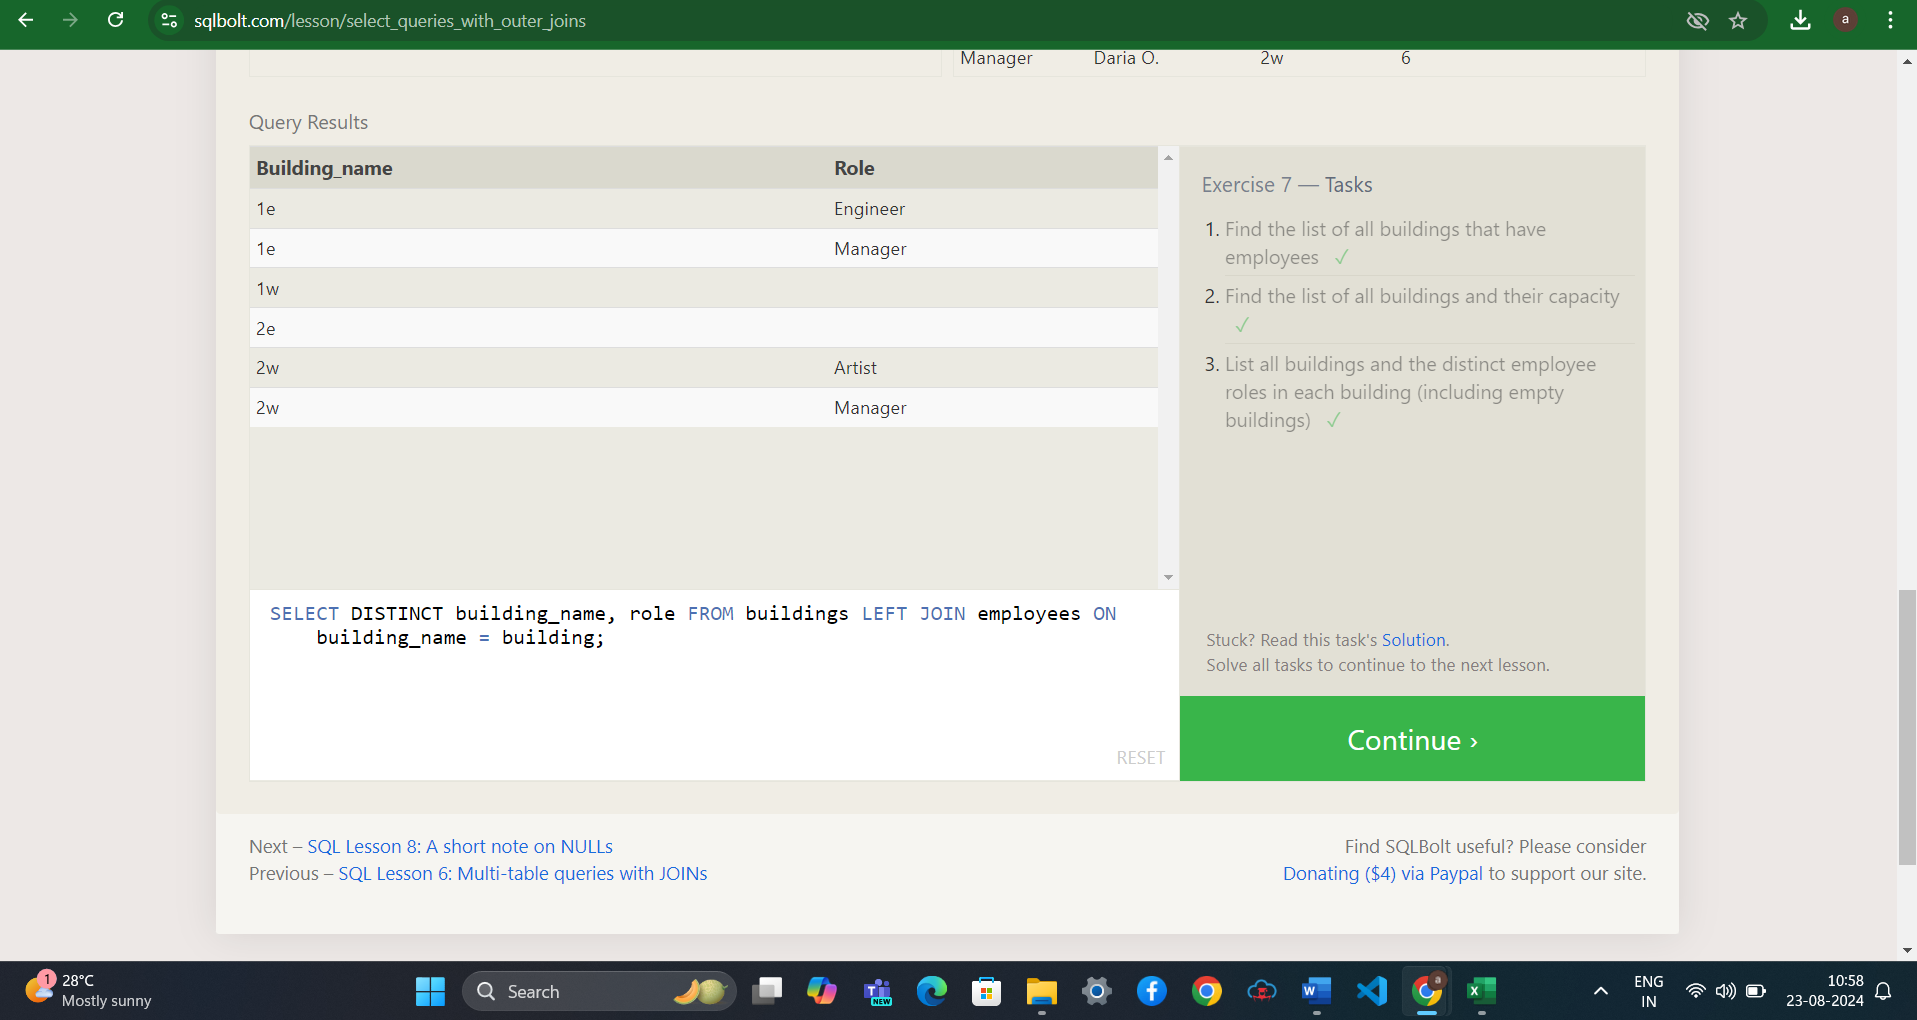 sqlbolt.com/lesson/select_queries_with_outer_joins
a
Manager Daria O. 2w 6
Query Results
Building_name Role
1e Engineer
1e Manager
1w
2e
2w Artist
2w Manager
Exercise 7 — Tasks
1. Find the list of all buildings that have
employees ✓
2. Find the list of all buildings and their capacity
✓
3. List all buildings and the distinct employee
roles in each building (including empty
buildings) ✓
SELECT DISTINCT building_name, role FROM buildings LEFT JOIN employees ON
building_name = building;
RESET
Stuck? Read this task's Solution.
Solve all tasks to continue to the next lesson.
Continue ›
Next – SQL Lesson 8: A short note on NULLs
Previous – SQL Lesson 6: Multi-table queries with JOINs
Find SQLBolt useful? Please consider
Donating ($4) via Paypal to support our site.
1
28°C
Mostly sunny
Search
T
NEW
W
a
X
ENG
IN
10:58
23-08-2024